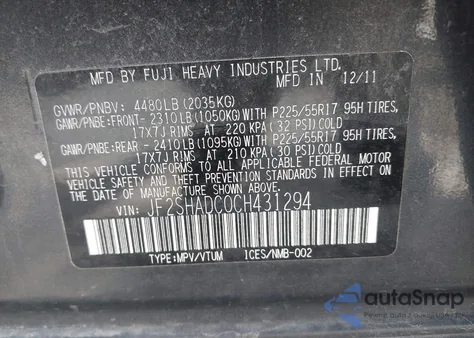 MFD BY FUJI HEAVY INDUSTRIES LTD.
IN 12/11
GVWR/PNBV: 4480LB(2035KG)
GAWR/PNBE:FRONT- 2310LB(1050KG)WITH P225/55R17 95H TIRES,
17X7J RIMS AT 220 KPA(32 PSI)COLD
GAWR/PNBE:REAR - 2410LB(1095KG)WITH P225/55R17 95H TIRES,
17X7J RIMS AT 210 KPA(30 PSI)COLD
THIS VEHICLE CONFORMS TO ALL APPLICABLE FEDERAL MOTOR
VEHICLE SAFETY, BUMPER, AND THEFT PREVENTION STANDARDS IN EFFECT ON
THE DATE OF MANUFACTURE SHOWN ABOVE.
VIN: JF2SHADC0CH431294
TYPE:MPV/VTUM ICES/NMB-002
autoSnap